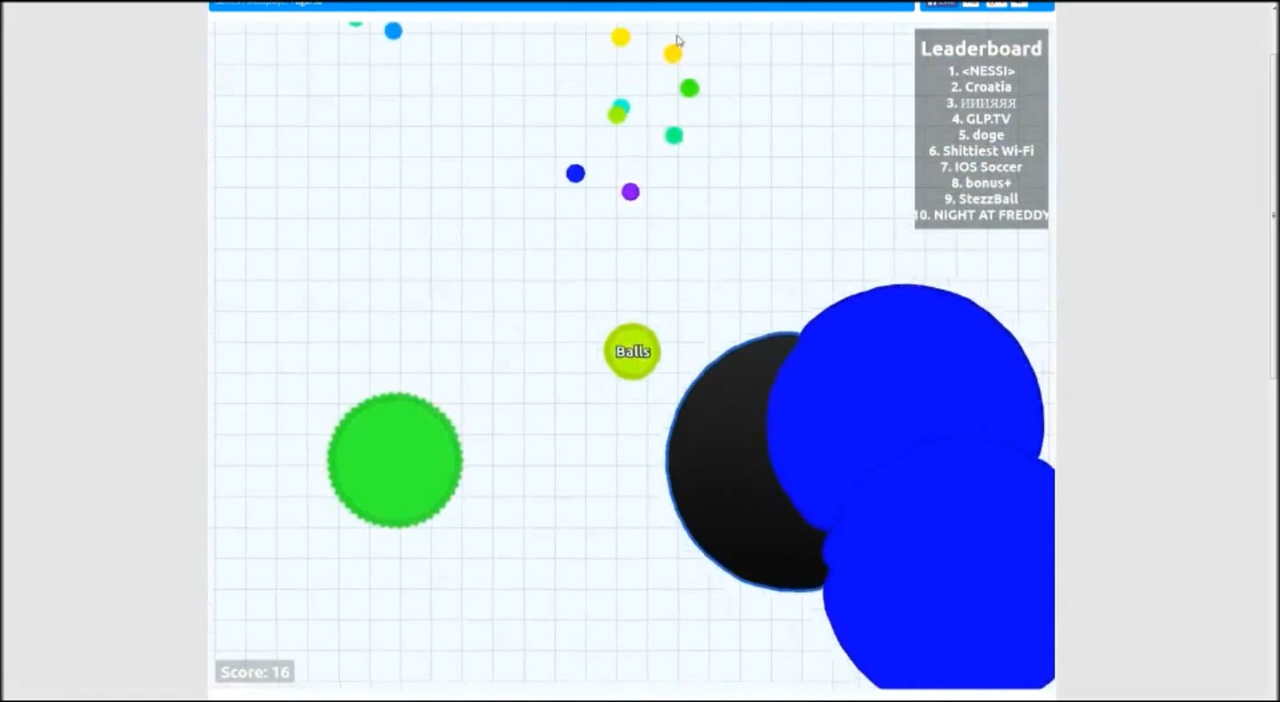 Leaderboard
1. <NESSI>
2. Croatia
3. ИИИЯЯЯ
4. GLP.TV
5. doge
6. Shittiest Wi-Fi
7. IOS Soccer
8. bonus+
9. StezzBall
10. NIGHT AT FREDDY
Balls
Score: 16